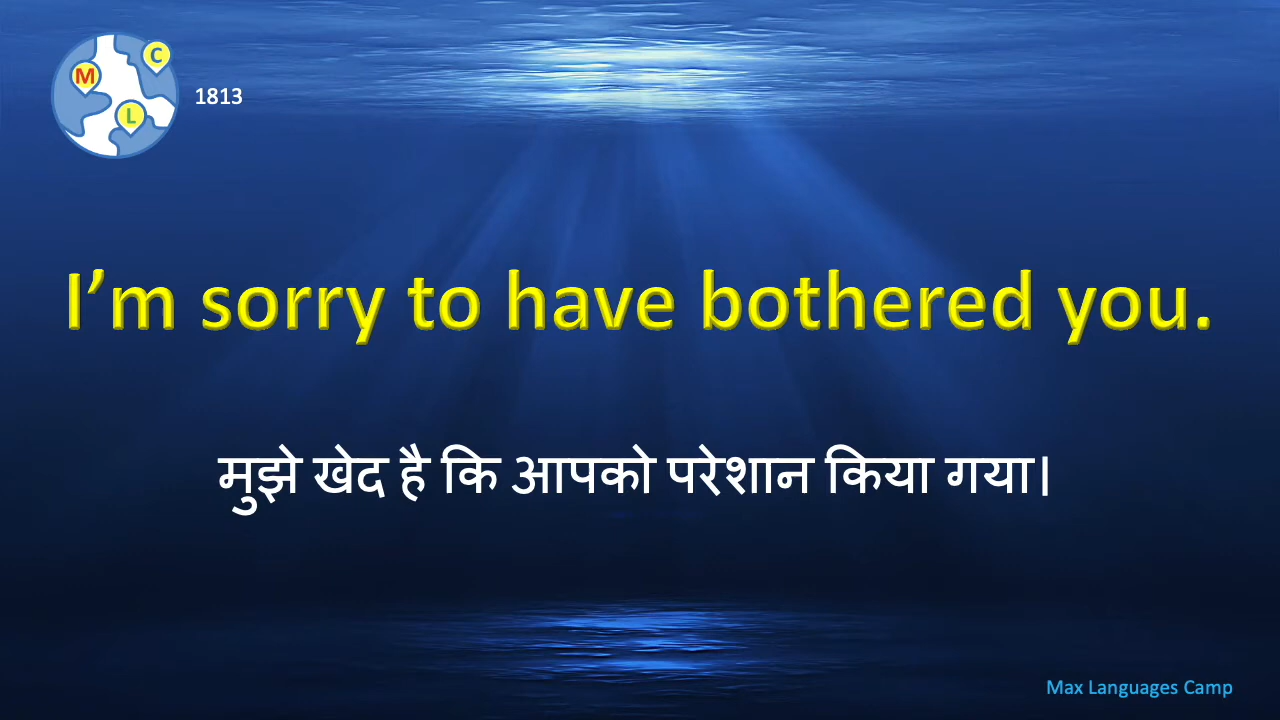 C
M
L
1813
I’m sorry to have bothered you.
मुझे खेद है कि आपको परेशान किया गया।
Max Languages Camp